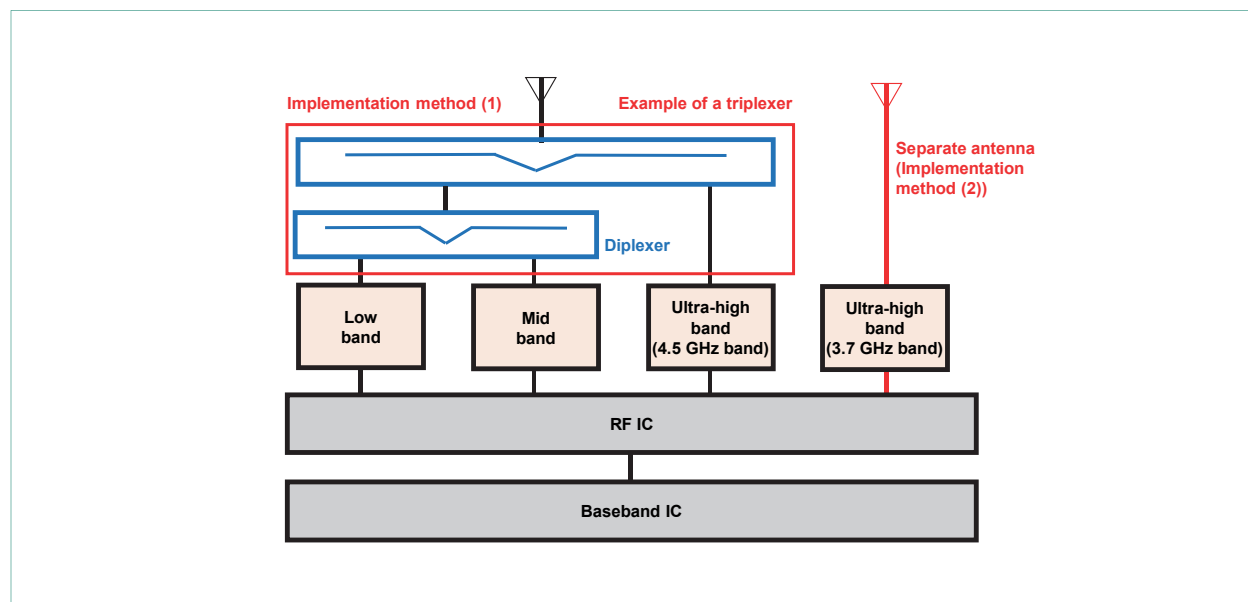 Implementation method (1)
Example of a triplexer
Separate antenna
(Implementation
method (2))
Diplexer
Low
band
Mid
band
Ultra-high
band
(4.5 GHz band)
Ultra-high
band
(3.7 GHz band)
RF IC
Baseband IC